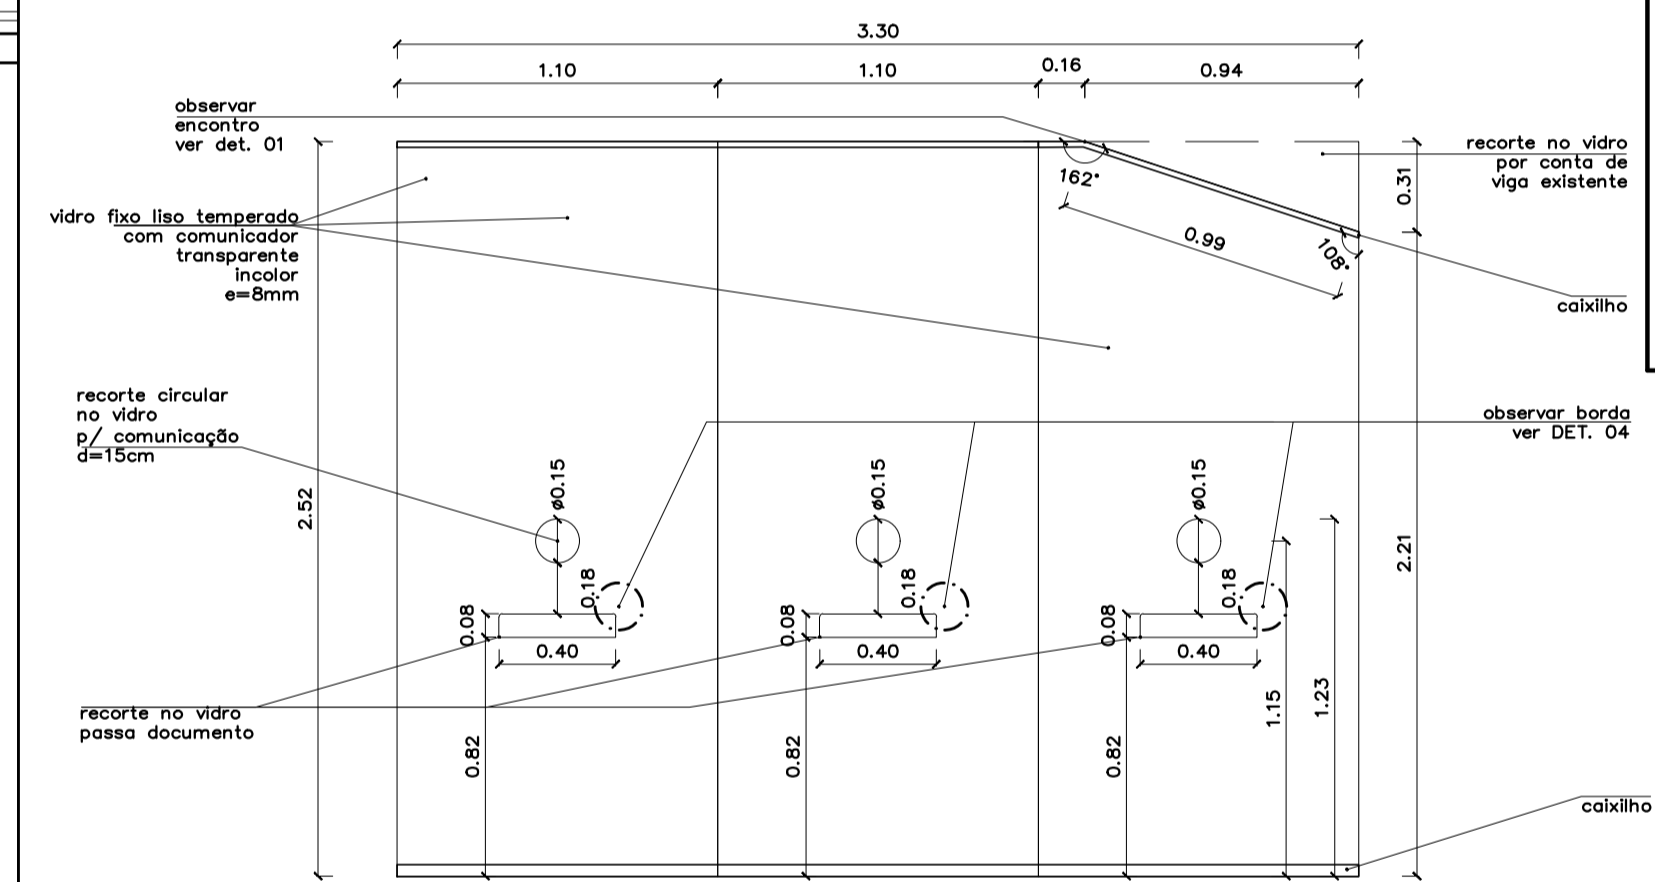 3.30
1.10
1.10
0.16
0.94
observar
encontro
ver det. 01
recorte no vidro
por conta de
viga existente
0.31
162°
0.99
108°
vidro fixo liso temperado
com comunicador
transparente
incolor
e=8mm
caixilho
recorte circular
no vidro
p/ comunicação
d=15cm
observar borda
ver DET. 04
2.52
ø0.15
ø0.15
ø0.15
2.21
0.18
0.18
0.18
0.08
0.08
0.08
0.40
0.40
0.40
1.15
1.23
recorte no vidro
passa documento
0.82
0.82
0.82
caixilho